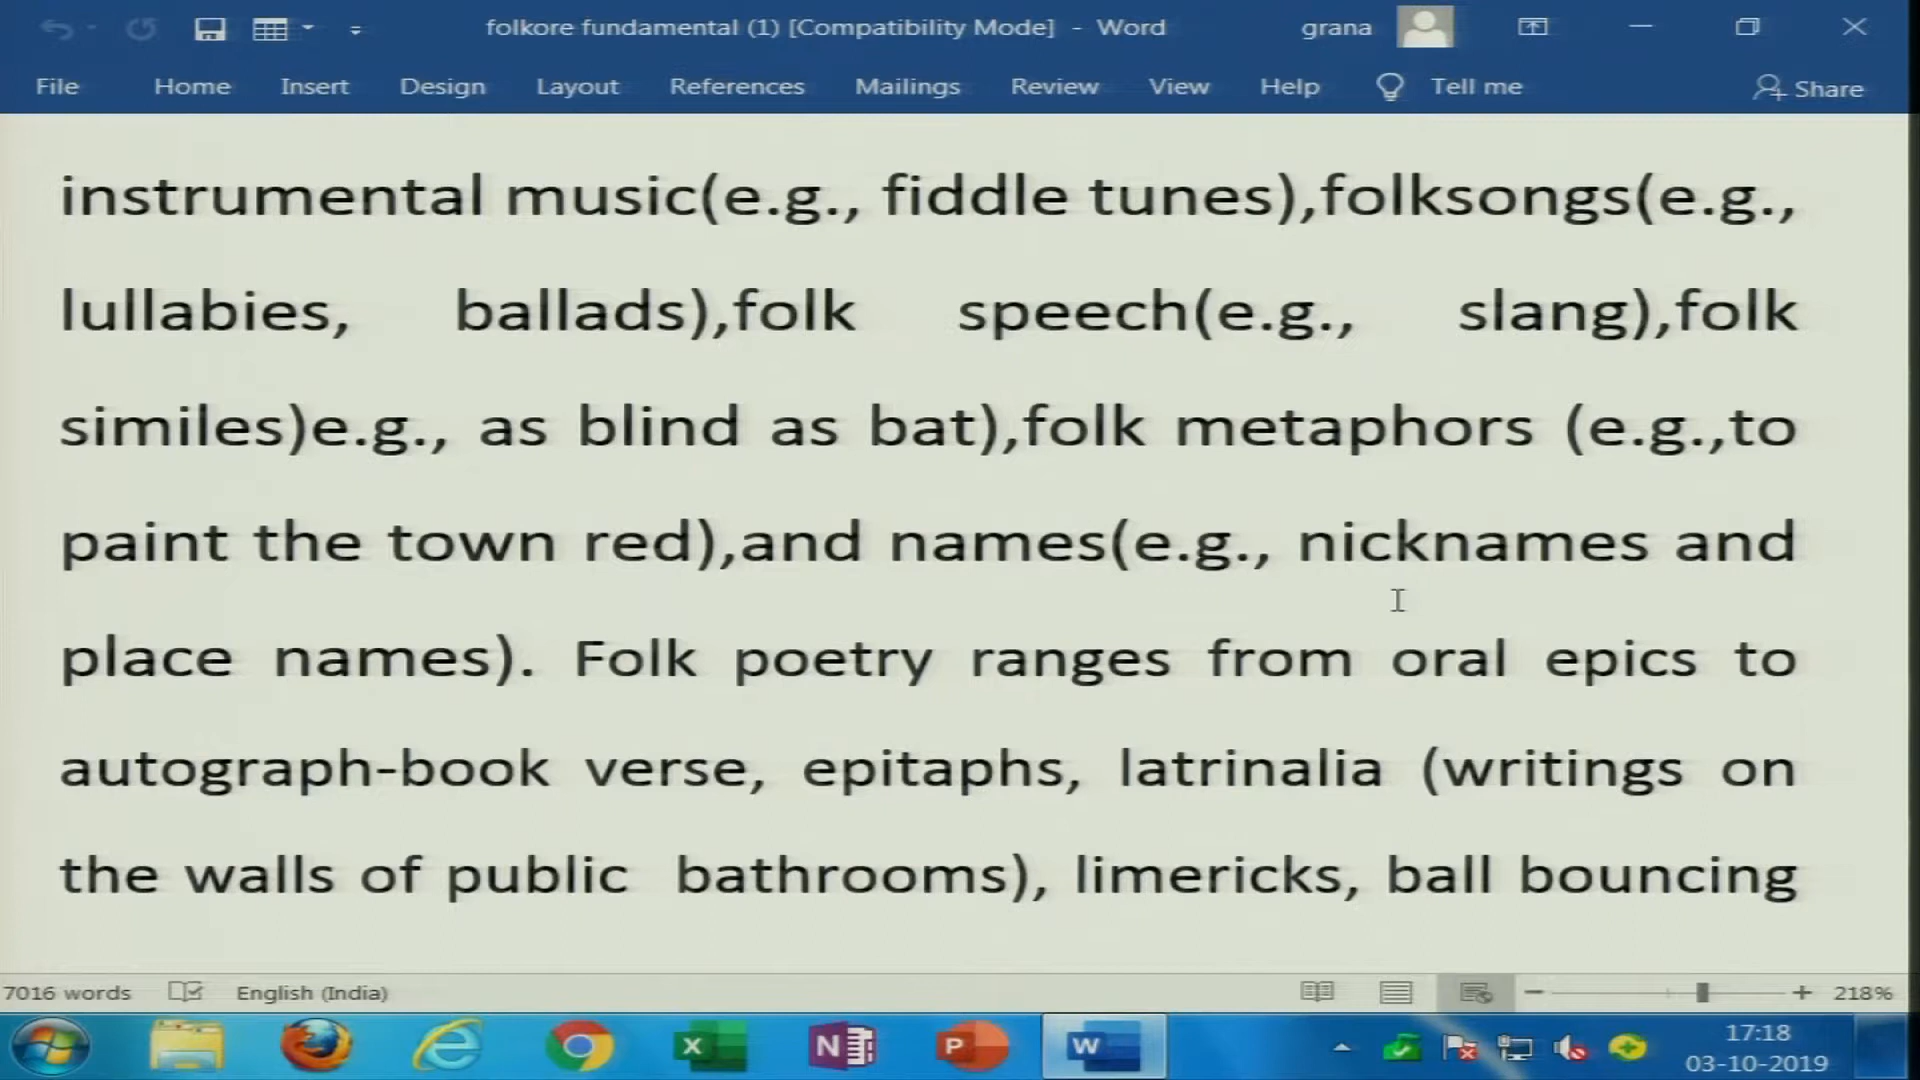 folkore fundamental (1) [Compatibility Mode] - Word
grana
File Home Insert Design Layout References Mailings Review View Help Tell me Share
instrumental music(e.g., fiddle tunes),folksongs(e.g.,
lullabies, ballads),folk speech(e.g., slang),folk
similes)e.g., as blind as bat),folk metaphors (e.g.,to
paint the town red),and names(e.g., nicknames and
place names). Folk poetry ranges from oral epics to
autograph-book verse, epitaphs, latrinalia (writings on
the walls of public bathrooms), limericks, ball bouncing
7016 words English (India) 218%
X N P W
17:18
03-10-2019